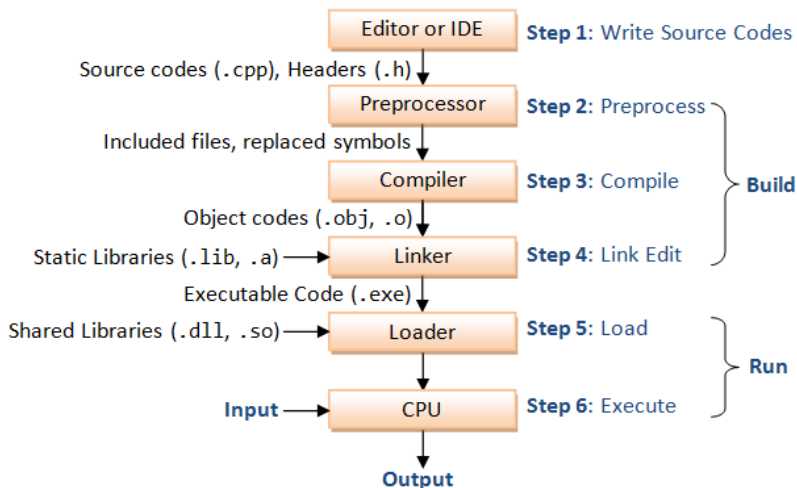 Editor or IDE
Step 1: Write Source Codes
Source codes (.cpp), Headers (.h)
Preprocessor
Step 2: Preprocess
Included files, replaced symbols
Compiler
Step 3: Compile
Build
Object codes (.obj, .o)
Static Libraries (.lib, .a)
Linker
Step 4: Link Edit
Executable Code (.exe)
Shared Libraries (.dll, .so)
Loader
Step 5: Load
Run
Input
CPU
Step 6: Execute
Output